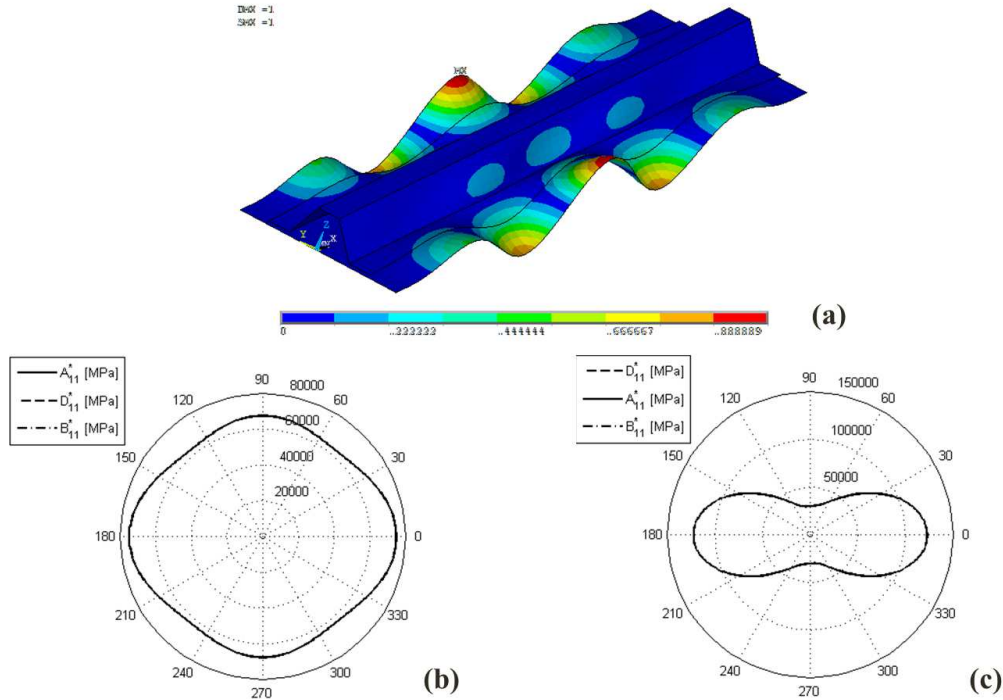 DMX =1
SMX =1
MX
Z
Y
X
0 .222222 .444444 .666667 .888889
(a)
A*11 [MPa]
D*11 [MPa]
B*11 [MPa]
90
80000
120
60
60000
40000
150
30
20000
180
0
210
330
240
300
270
(b)
D*11 [MPa]
A*11 [MPa]
B*11 [MPa]
90
150000
120
60
100000
150
30
50000
180
0
210
330
240
300
270
(c)